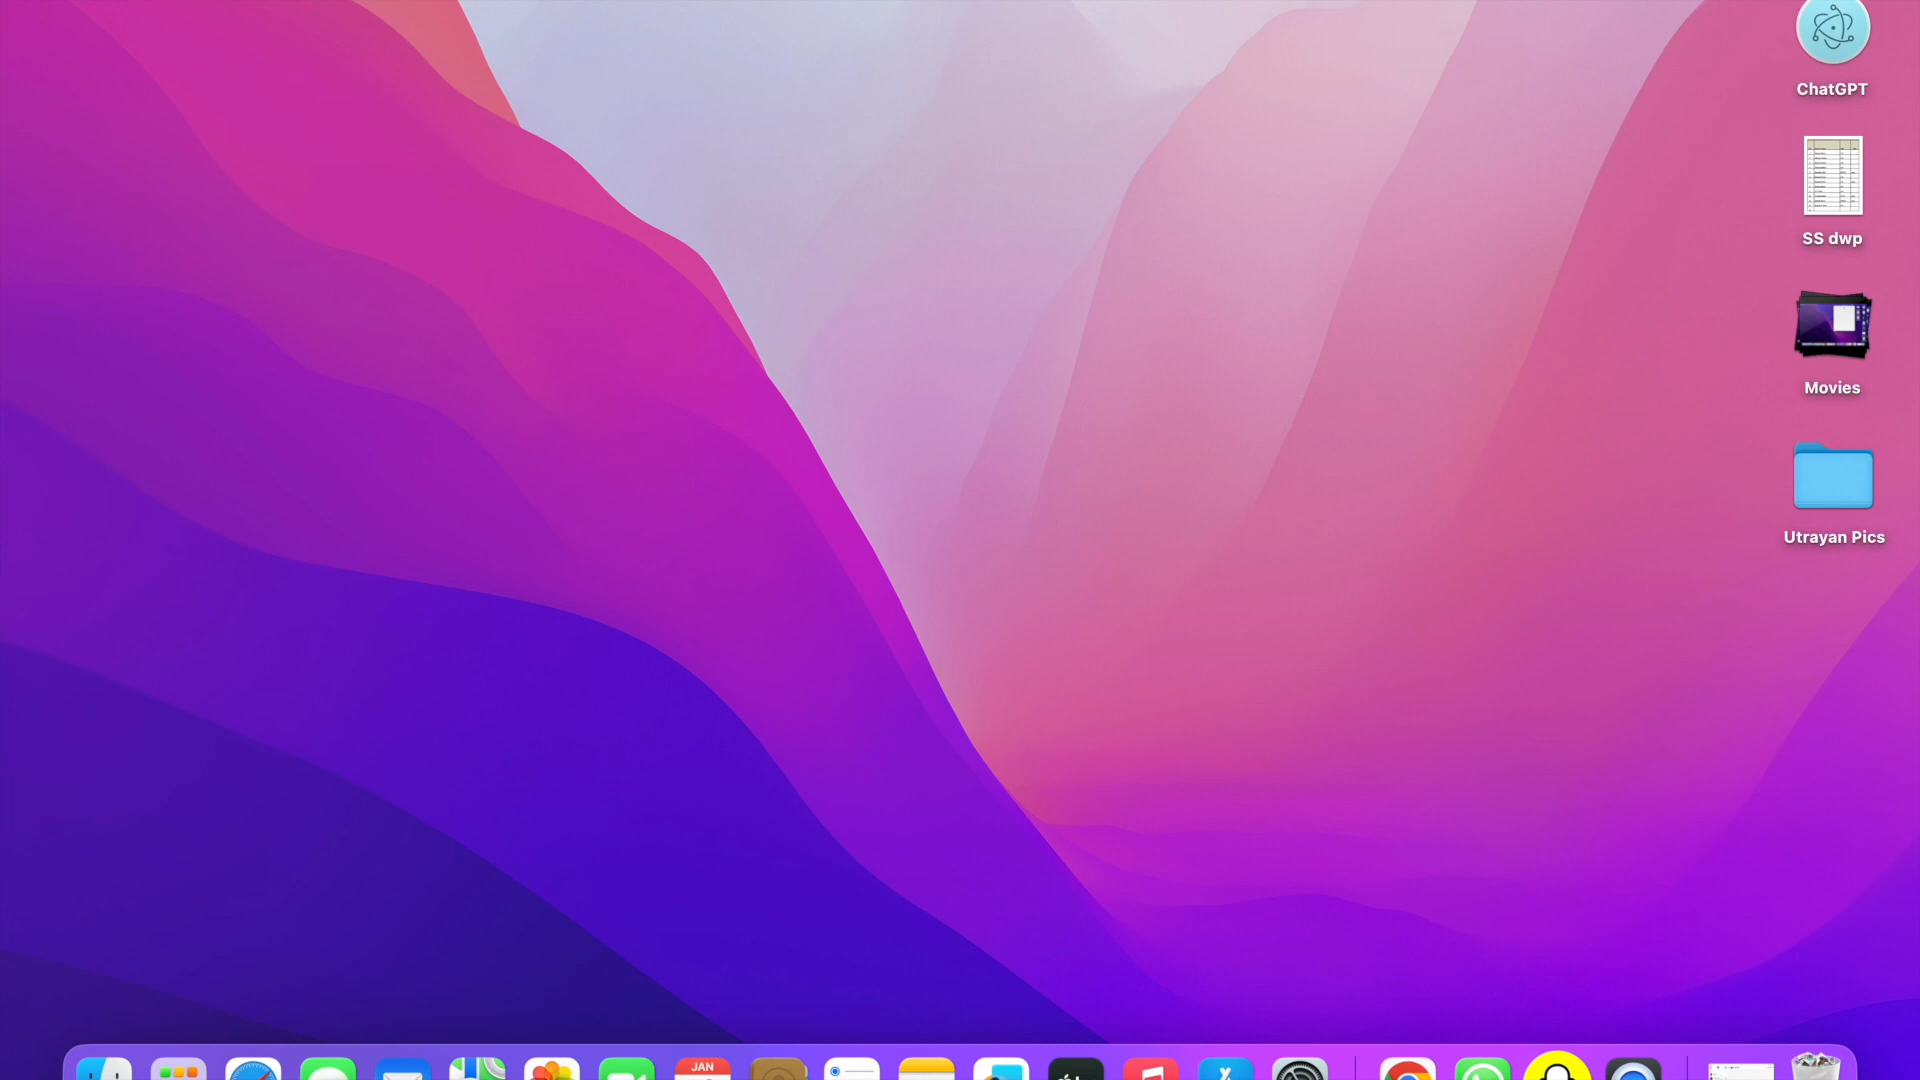 ChatGPT
SS dwp
Movies
Utrayan Pics
JAN